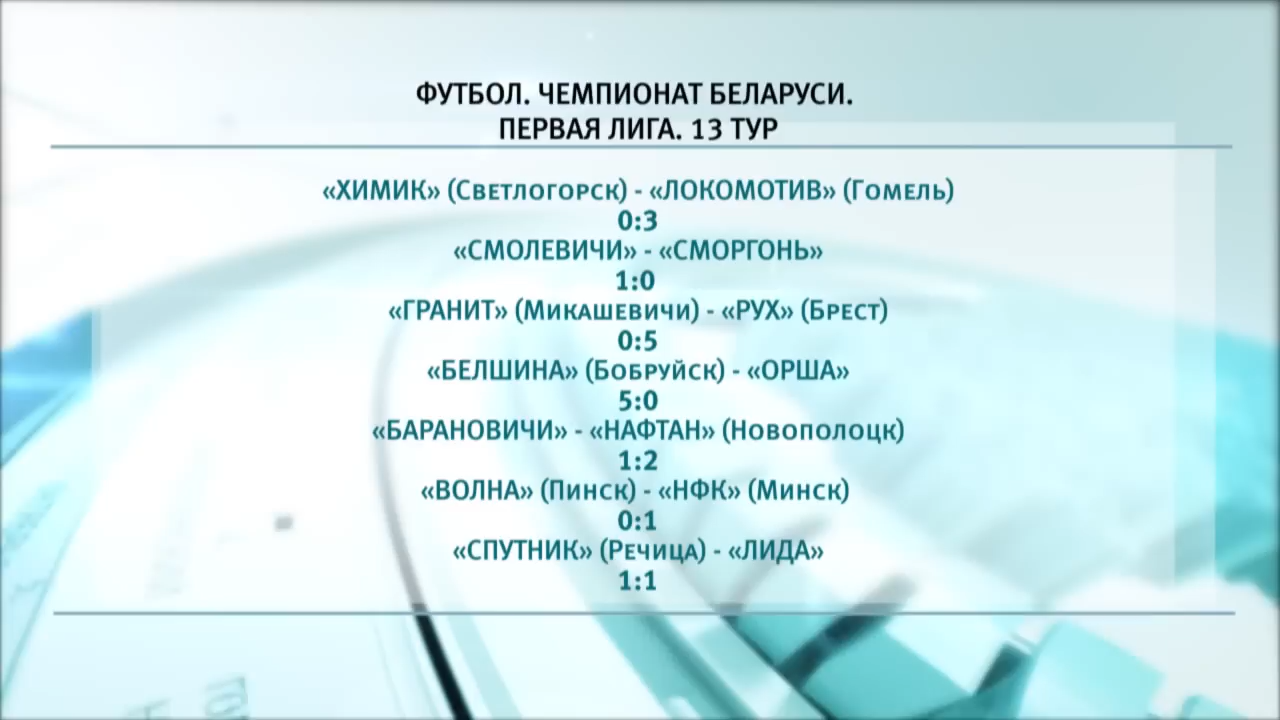 ФУТБОЛ. ЧЕМПИОНАТ БЕЛАРУСИ.
ПЕРВАЯ ЛИГА. 13 ТУР
«ХИМИК» (Светлогорск) - «ЛОКОМОТИВ» (Гомель)
0:3
«СМОЛЕВИЧИ» - «СМОРГОНЬ»
1:0
«ГРАНИТ» (Микашевичи) - «РУХ» (Брест)
0:5
«БЕЛШИНА» (Бобруйск) - «ОРША»
5:0
«БАРАНОВИЧИ» - «НАФТАН» (Новополоцк)
1:2
«ВОЛНА» (Пинск) - «НФК» (Минск)
0:1
«СПУТНИК» (Речица) - «ЛИДА»
1:1